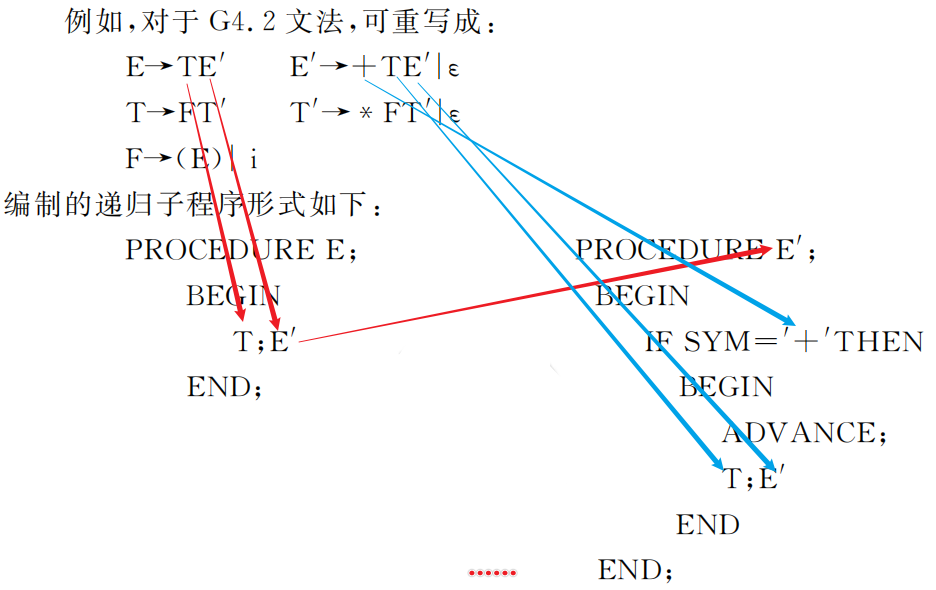 例如,对于 G4.2 文法,可重写成:
E→TE′ E′→+TE′|ε
T→FT′ T′→*FT′|ε
F→(E)| i
编制的递归子程序形式如下:
PROCEDURE E; PROCEDURE E′;
BEGIN BEGIN
T;E′ IF SYM=′+′THEN
END; BEGIN
ADVANCE;
T;E′
END
END;
……